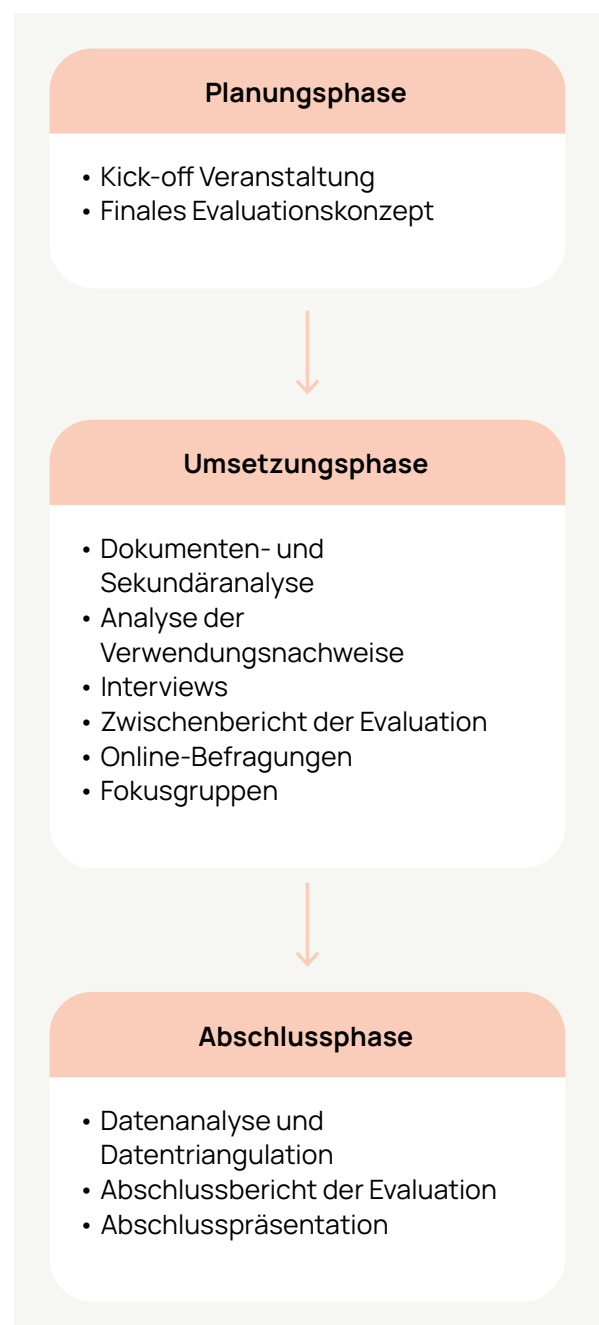 Planungsphase
• Kick-off Veranstaltung
• Finales Evaluationskonzept
Umsetzungsphase
• Dokumenten- und
Sekundäranalyse
• Analyse der
Verwendungsnachweise
• Interviews
• Zwischenbericht der Evaluation
• Online-Befragungen
• Fokusgruppen
Abschlussphase
• Datenanalyse und
Datentriangulation
• Abschlussbericht der Evaluation
• Abschlusspräsentation